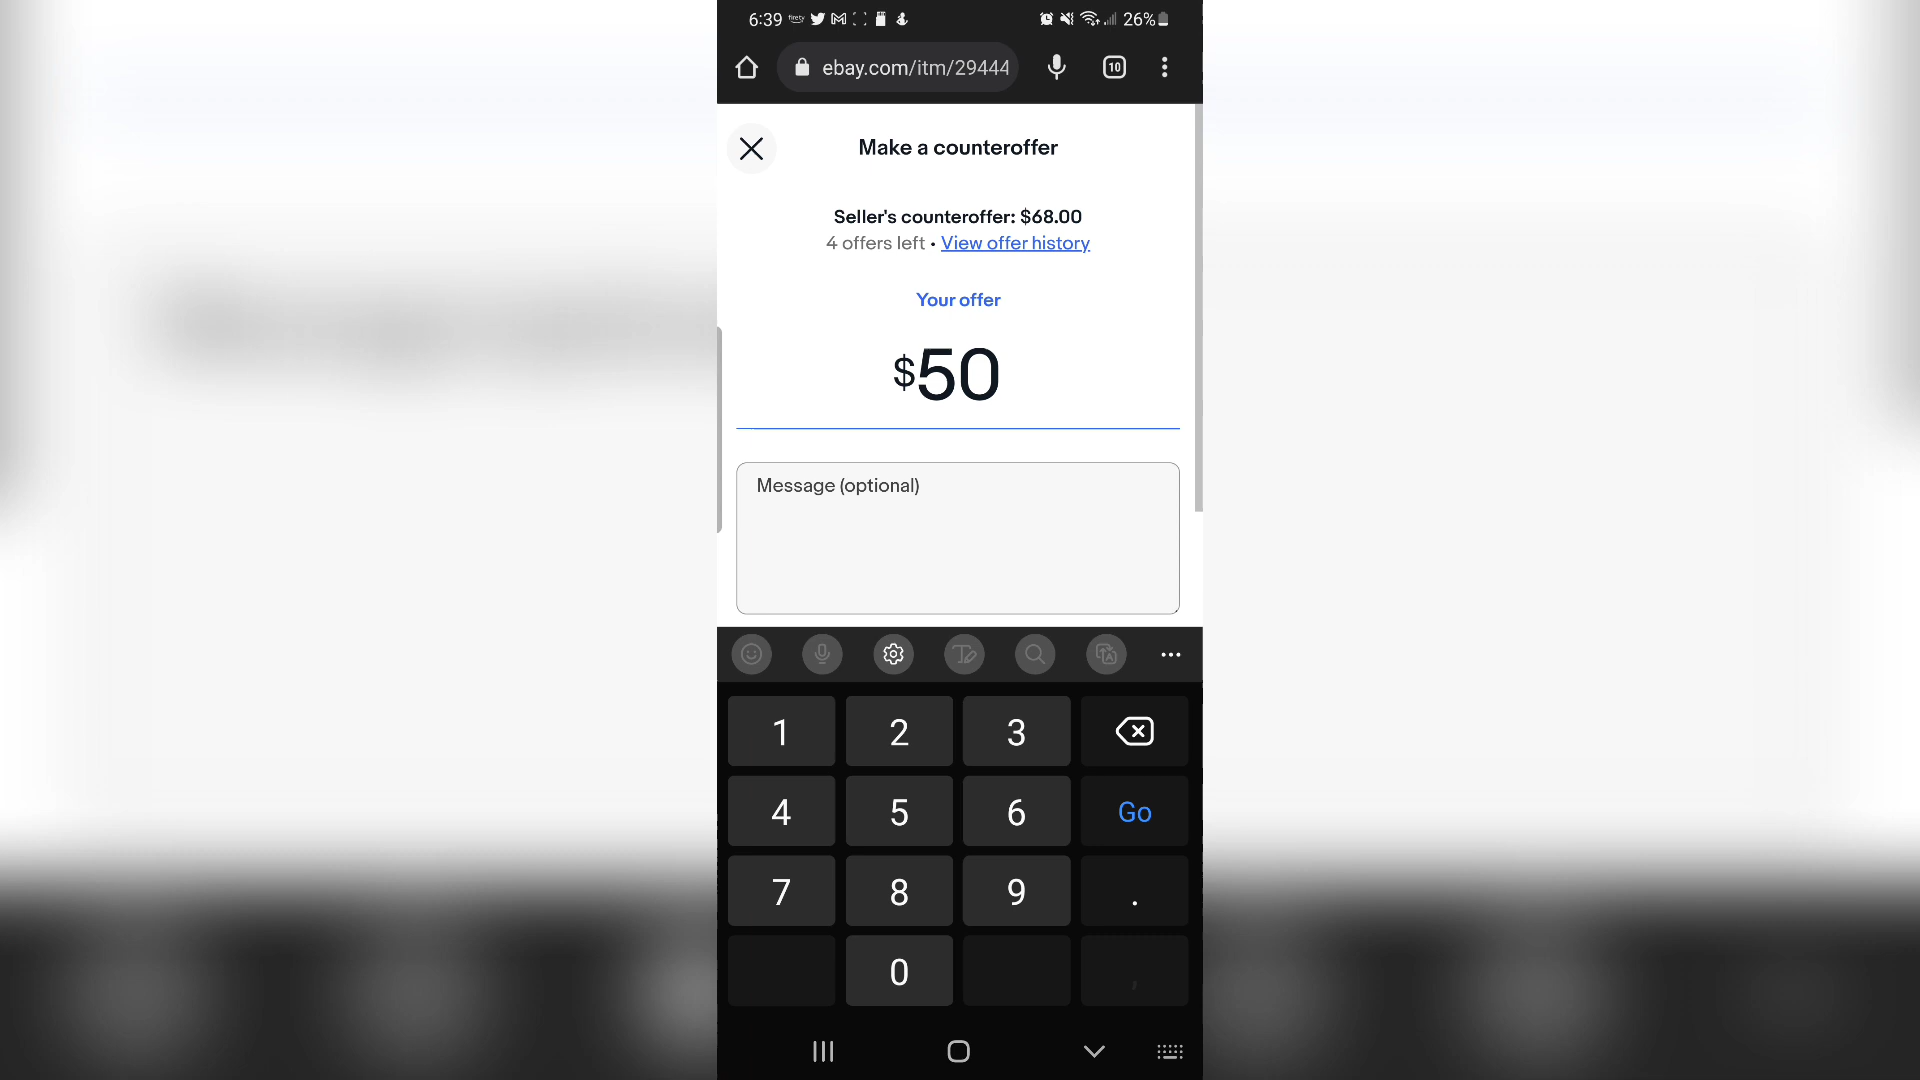 6:39 26%
ebay.com/itm/29444
10
Make a counteroffer
Seller's counteroffer: $68.00
4 offers left • View offer history
Your offer
$50
Message (optional)
1 2 3
4 5 6 Go
7 8 9 .
0 ,